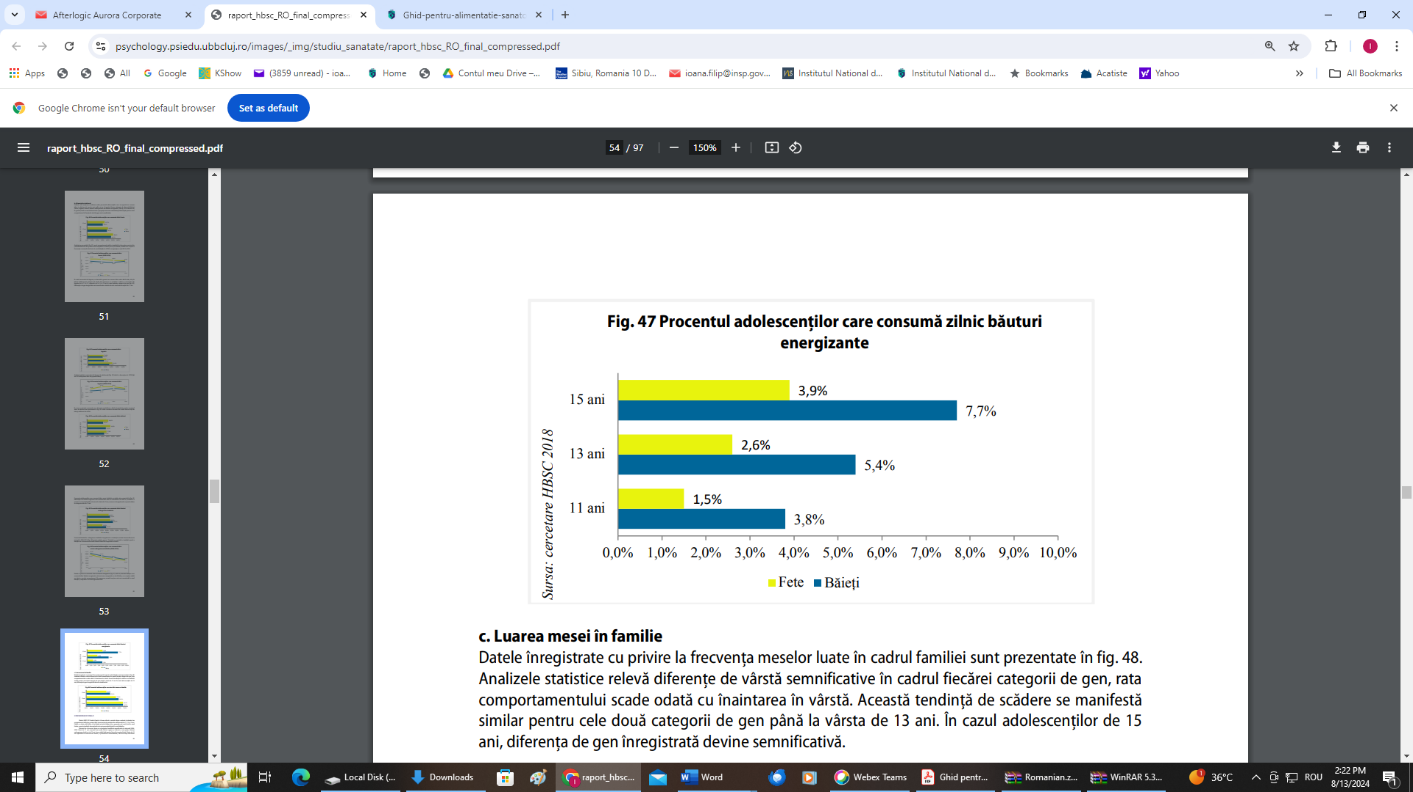 Afterlogic Aurora Corporate
raport_hbsc_RO_final_compress
Ghid-pentru-alimentatie-sanato
psychology.psiedu.ubbcluj.ro/images/_img/studiu_sanatate/raport_hbsc_RO_final_compressed.pdf
Apps
All
Google
KShow
(3859 unread) - ioa...
Home
Contul meu Drive –...
Sibiu, Romania 10 D...
ioana.filip@insp.gov...
Institutul National d...
Institutul National d...
Bookmarks
Acatiste
Yahoo
»
All Bookmarks
Google Chrome isn't your default browser
Set as default
raport_hbsc_RO_final_compressed.pdf
54 / 97
150%
50
51
52
53
54
Fig. 47 Procentul adolescenților care consumă zilnic băuturi
energizante
Sursa: cercetare HBSC 2018
15 ani
3,9%
7,7%
13 ani
2,6%
5,4%
11 ani
1,5%
3,8%
0,0% 1,0% 2,0% 3,0% 4,0% 5,0% 6,0% 7,0% 8,0% 9,0% 10,0%
Fete Băieți
c. Luarea mesei în familie
Datele înregistrate cu privire la frecvența meselor luate în cadrul familiei sunt prezentate în fig. 48.
Analizele statistice relevă diferențe de vârstă semnificative în cadrul fiecărei categorii de gen, rata
comportamentului scade odată cu înaintarea în vârstă. Această tendință de scădere se manifestă
similar pentru cele două categorii de gen până la vârsta de 13 ani. În cazul adolescenților de 15
ani, diferența de gen înregistrată devine semnificativă.
Type here to search
Local Disk (...
Downloads
raport_hbsc...
Word
Webex Teams
Ghid pentr...
Romanian.z...
WinRAR 5.3...
36°C
ROU
2:22 PM
8/13/2024